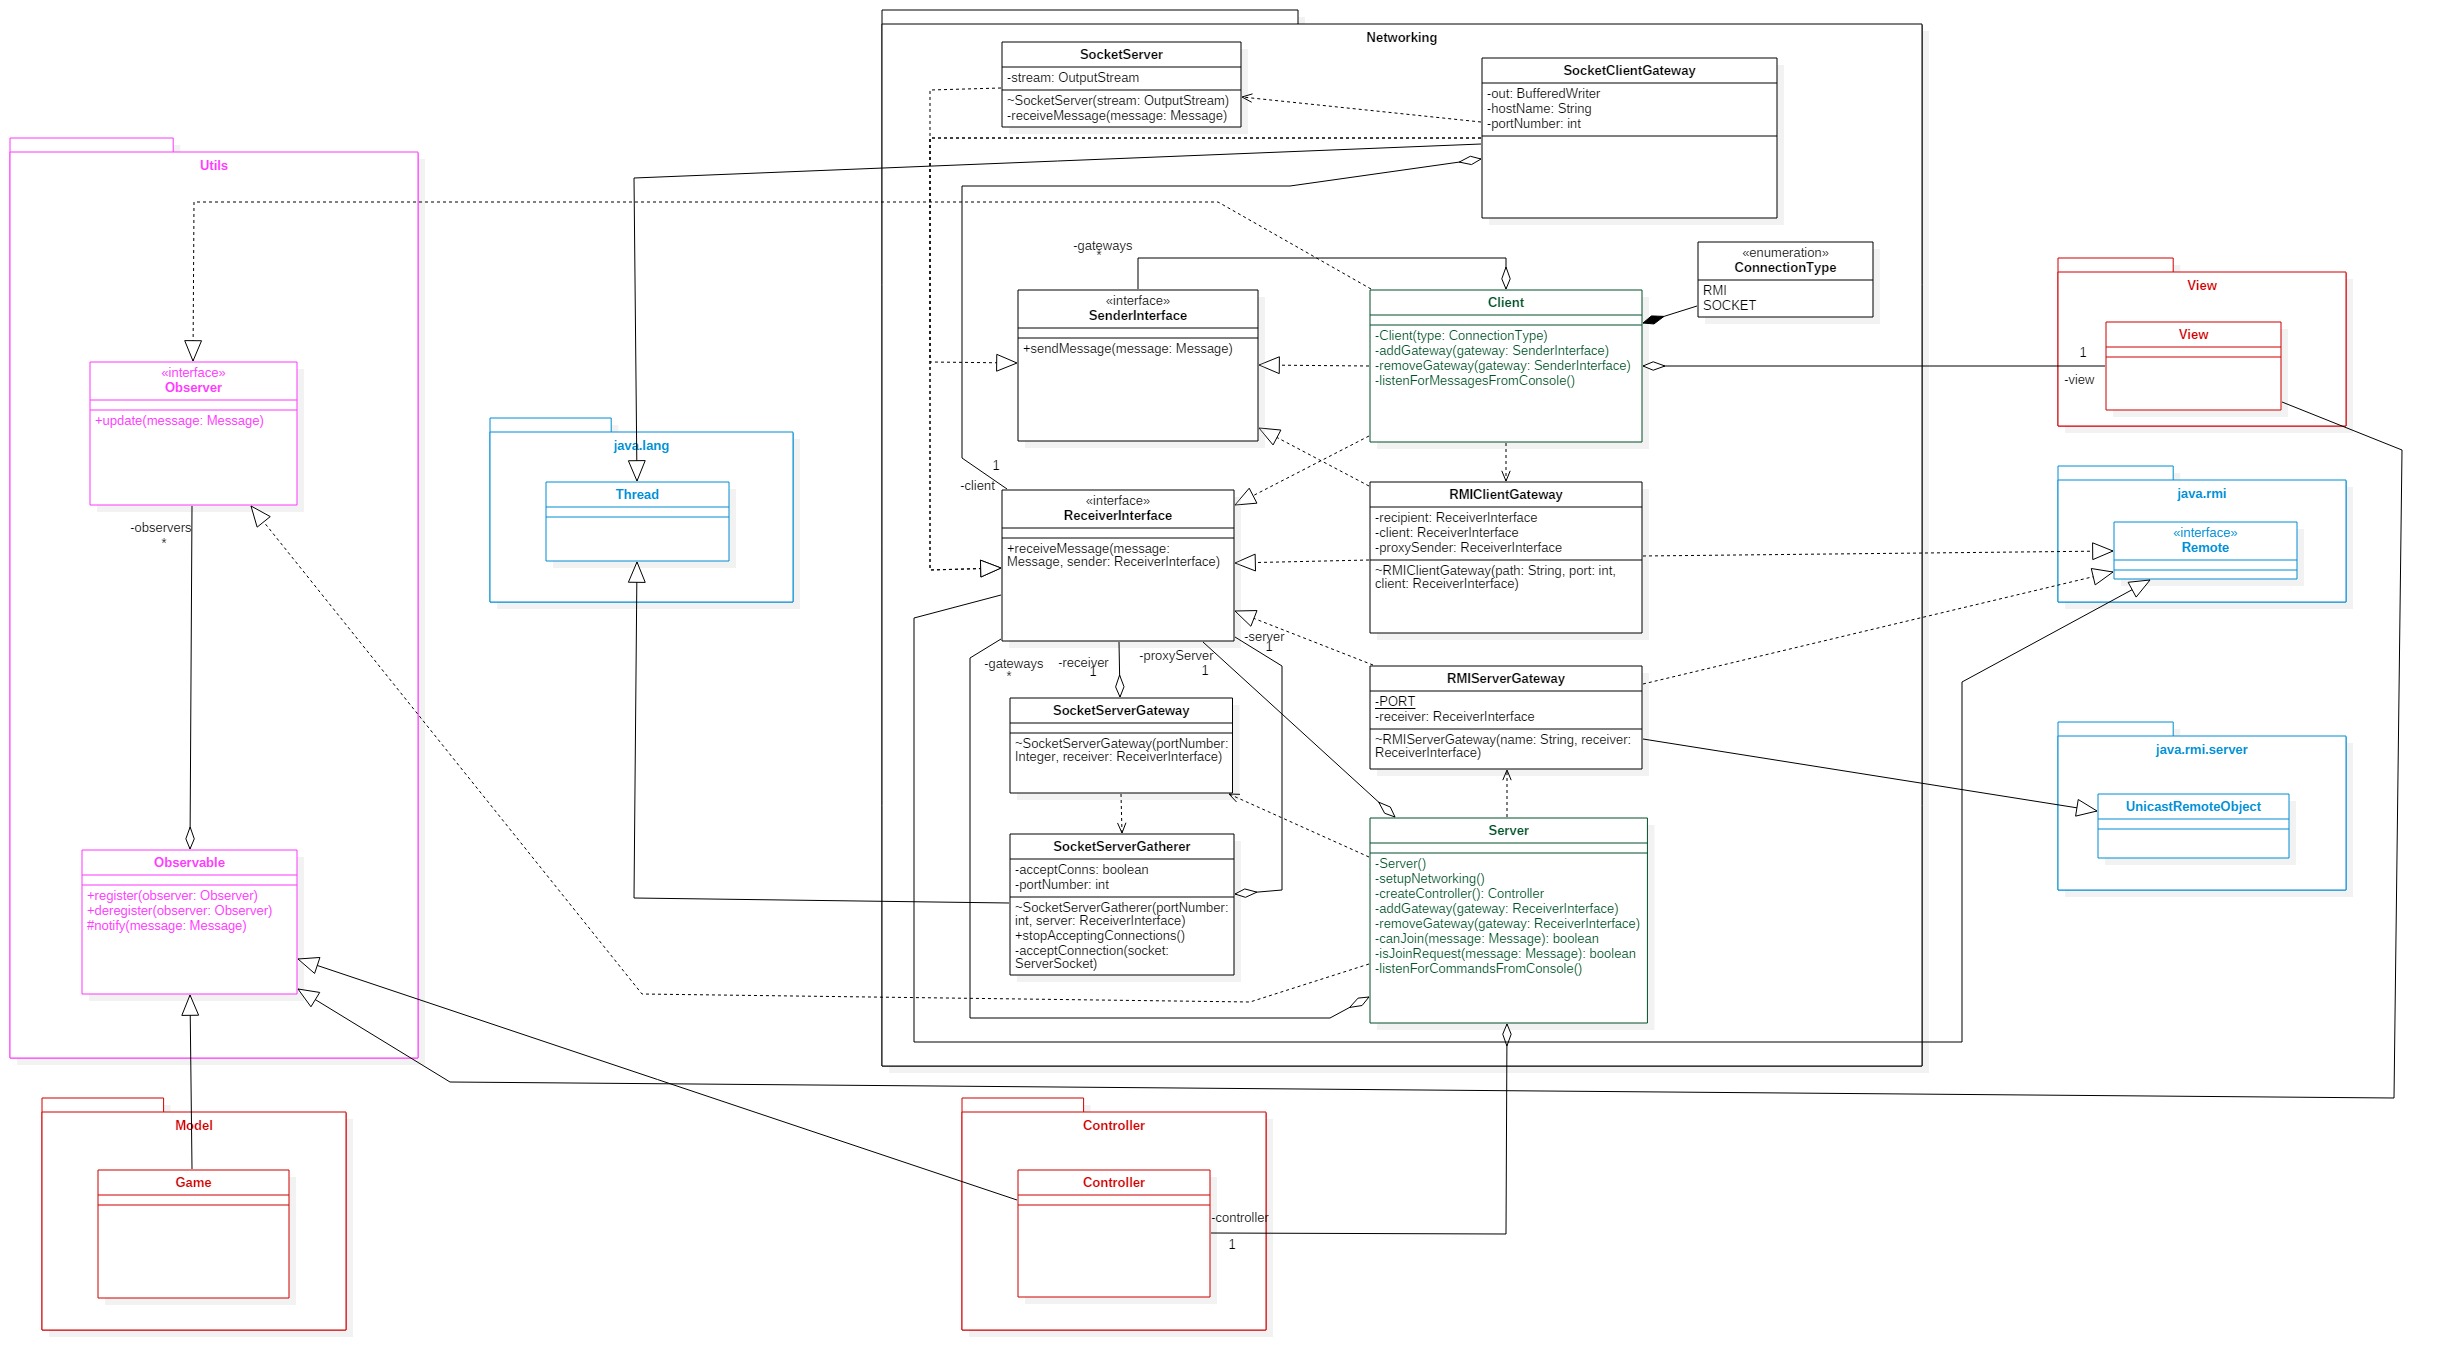 Networking
SocketServer
-stream: OutputStream
~SocketServer(stream: OutputStream)
-receiveMessage(message: Message)
SocketClientGateway
-out: BufferedWriter
-hostName: String
-portNumber: int
Utils
«interface»
Observer
+update(message: Message)
-observers
*
Observable
+register(observer: Observer)
+deregister(observer: Observer)
#notify(message: Message)
java.lang
Thread
-gateways
*
«interface»
SenderInterface
+sendMessage(message: Message)
Client
-Client(type: ConnectionType)
-addGateway(gateway: SenderInterface)
-removeGateway(gateway: SenderInterface)
-listenForMessagesFromConsole()
«enumeration»
ConnectionType
RMI
SOCKET
View
View
1
-view
1
-client
«interface»
ReceiverInterface
+receiveMessage(message:
Message, sender: ReceiverInterface)
RMIClientGateway
-recipient: ReceiverInterface
-client: ReceiverInterface
-proxySender: ReceiverInterface
~RMIClientGateway(path: String, port: int,
client: ReceiverInterface)
java.rmi
«interface»
Remote
-gateways
*
-receiver
1
-proxyServer
1
-server
1
SocketServerGateway
~SocketServerGateway(portNumber:
Integer, receiver: ReceiverInterface)
RMIServerGateway
-PORT
-receiver: ReceiverInterface
~RMIServerGateway(name: String, receiver:
ReceiverInterface)
java.rmi.server
UnicastRemoteObject
SocketServerGatherer
-acceptConns: boolean
-portNumber: int
~SocketServerGatherer(portNumber:
int, server: ReceiverInterface)
+stopAcceptingConnections()
-acceptConnection(socket:
ServerSocket)
Server
-Server()
-setupNetworking()
-createController(): Controller
-addGateway(gateway: ReceiverInterface)
-removeGateway(gateway: ReceiverInterface)
-canJoin(message: Message): boolean
-isJoinRequest(message: Message): boolean
-listenForCommandsFromConsole()
Model
Game
Controller
Controller
-controller
1